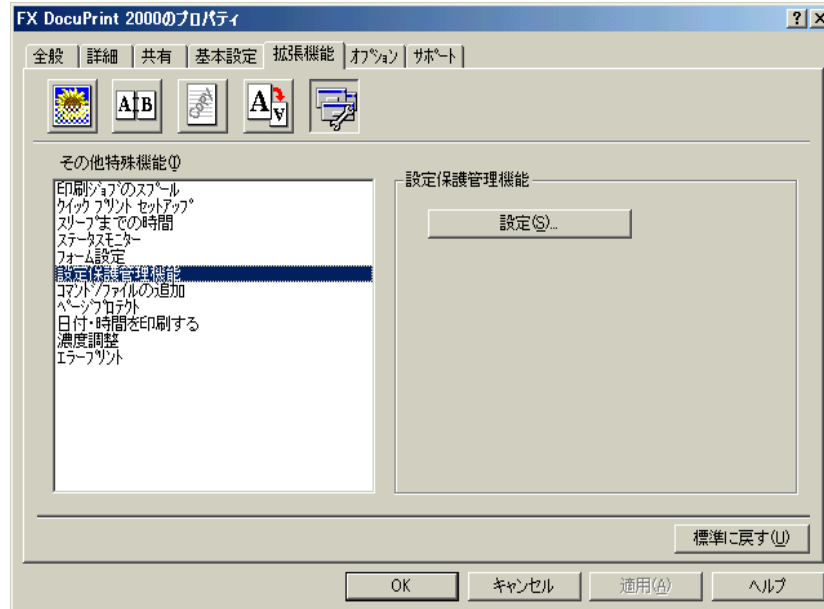 FX DocuPrint 2000のプロパティ
全般 詳細 共有 基本設定 拡張機能 オプション サポート
A B
COPY
A A
その他特殊機能(I)
印刷ジョブのスプール
クイック プリント セットアップ
スリープまでの時間
ステータスモニター
フォーム設定
設定保護管理機能
コマンド/ファイルの追加
ページプロテクト
日付・時間を印刷する
濃度調整
エラープリント
設定保護管理機能
設定(S)...
標準に戻す(U)
OK キャンセル 適用(A) ヘルプ